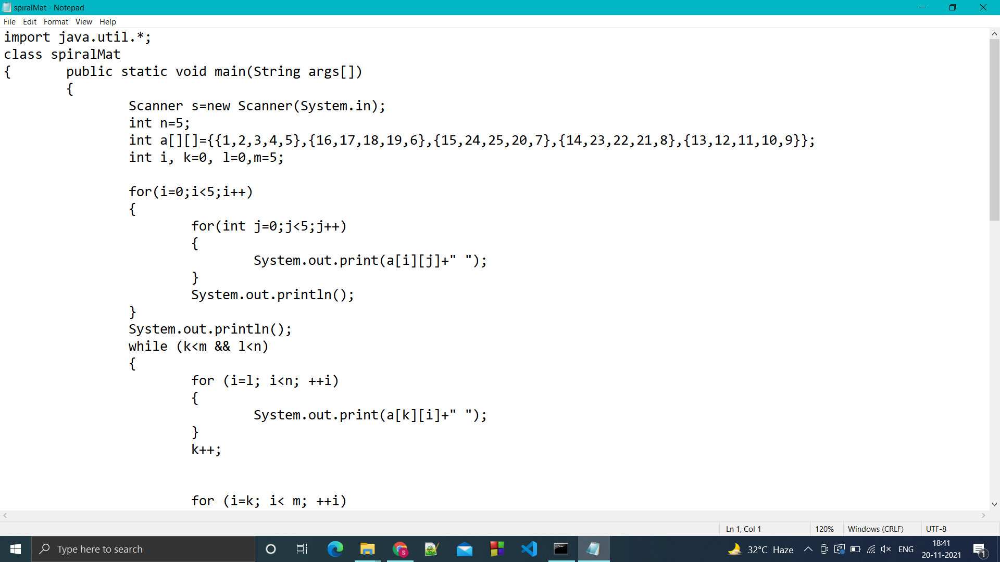 spiralMat - Notepad
File Edit Format View Help
import java.util.*;
class spiralMat
{ public static void main(String args[])
{
Scanner s=new Scanner(System.in);
int n=5;
int a[][]={{1,2,3,4,5},{16,17,18,19,6},{15,24,25,20,7},{14,23,22,21,8},{13,12,11,10,9}};
int i, k=0, l=0,m=5;
for(i=0;i<5;i++)
{
for(int j=0;j<5;j++)
{
System.out.print(a[i][j]+" ");
}
System.out.println();
}
System.out.println();
while (k<m && l<n)
{
for (i=l; i<n; ++i)
{
System.out.print(a[k][i]+" ");
}
k++;
for (i=k; i< m; ++i)
Ln 1, Col 1 120% Windows (CRLF) UTF-8
Type here to search S 32°C Haze ENG 18:41 1
20-11-2021